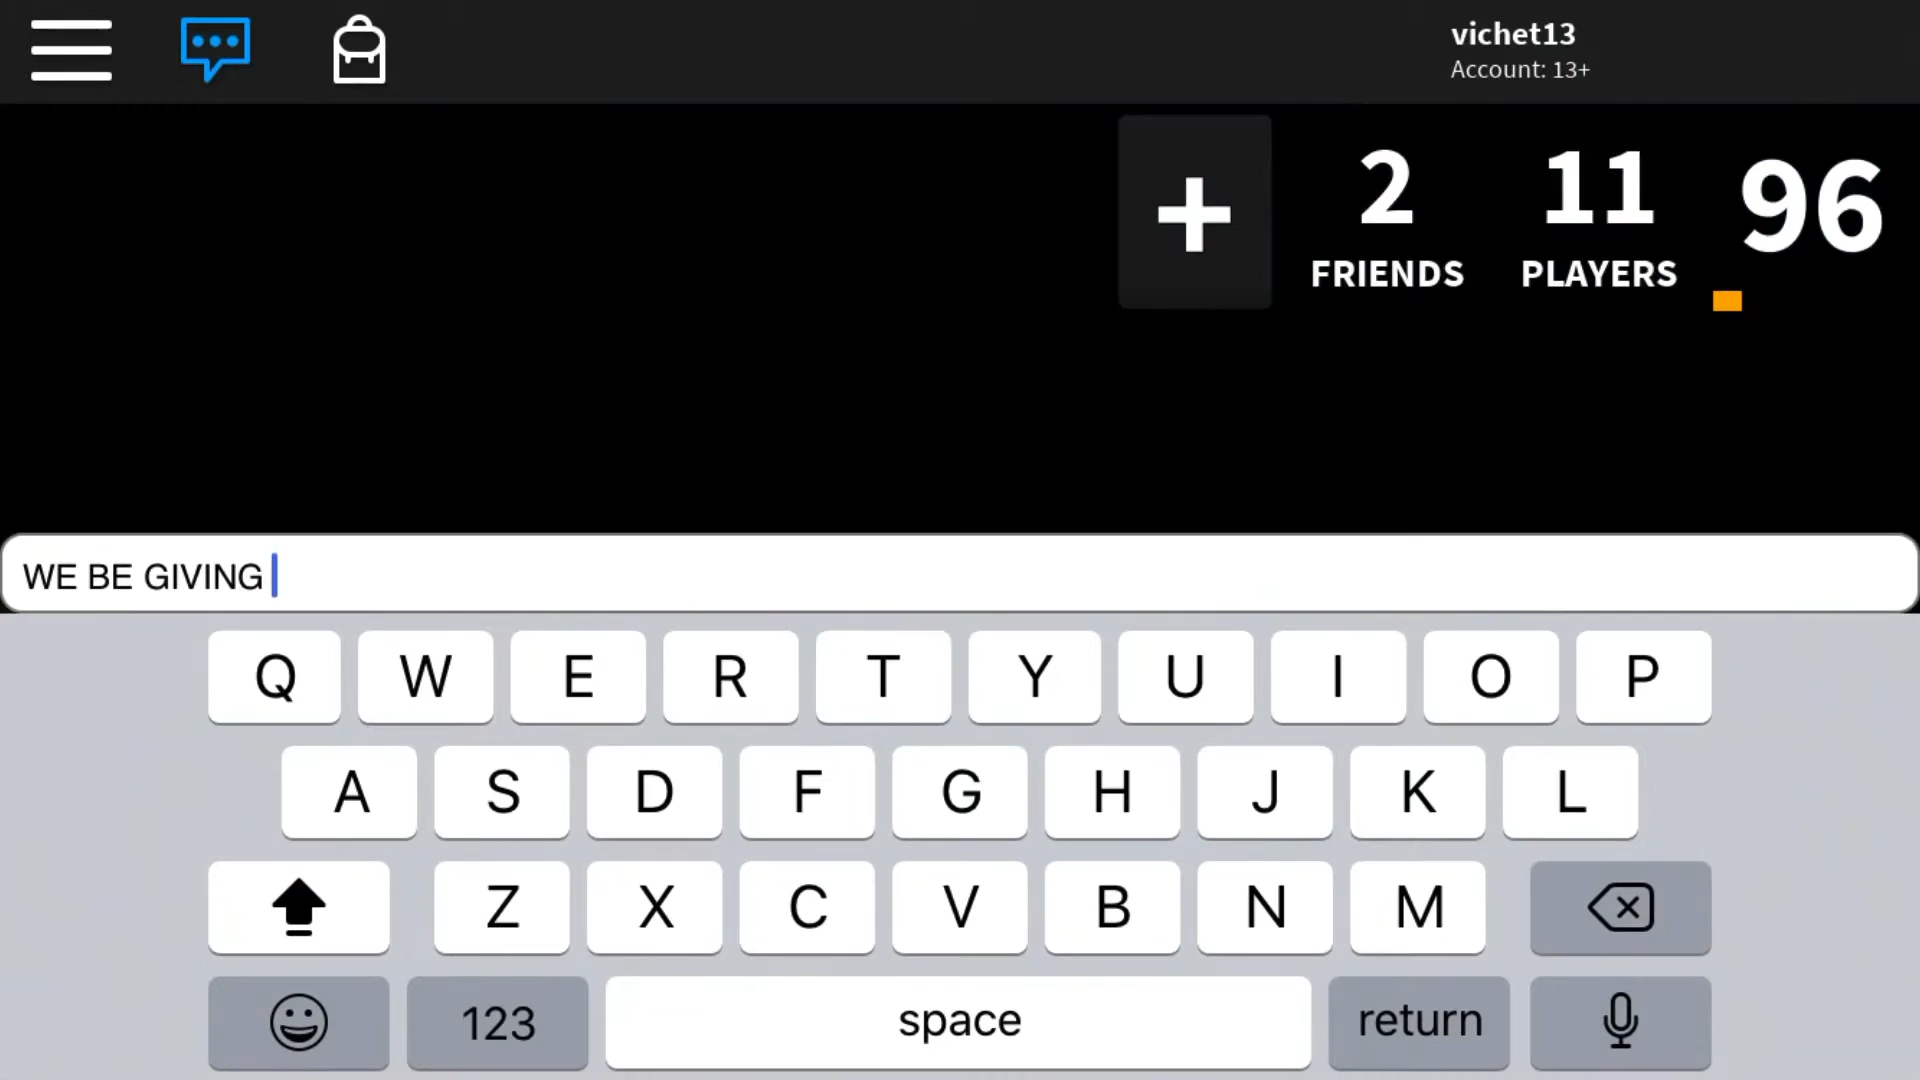 vichet13
Account: 13+
2
FRIENDS
11
PLAYERS
96
WE BE GIVING
Q W E R T Y U I O P
A S D F G H J K L
Z X C V B N M
123 space return